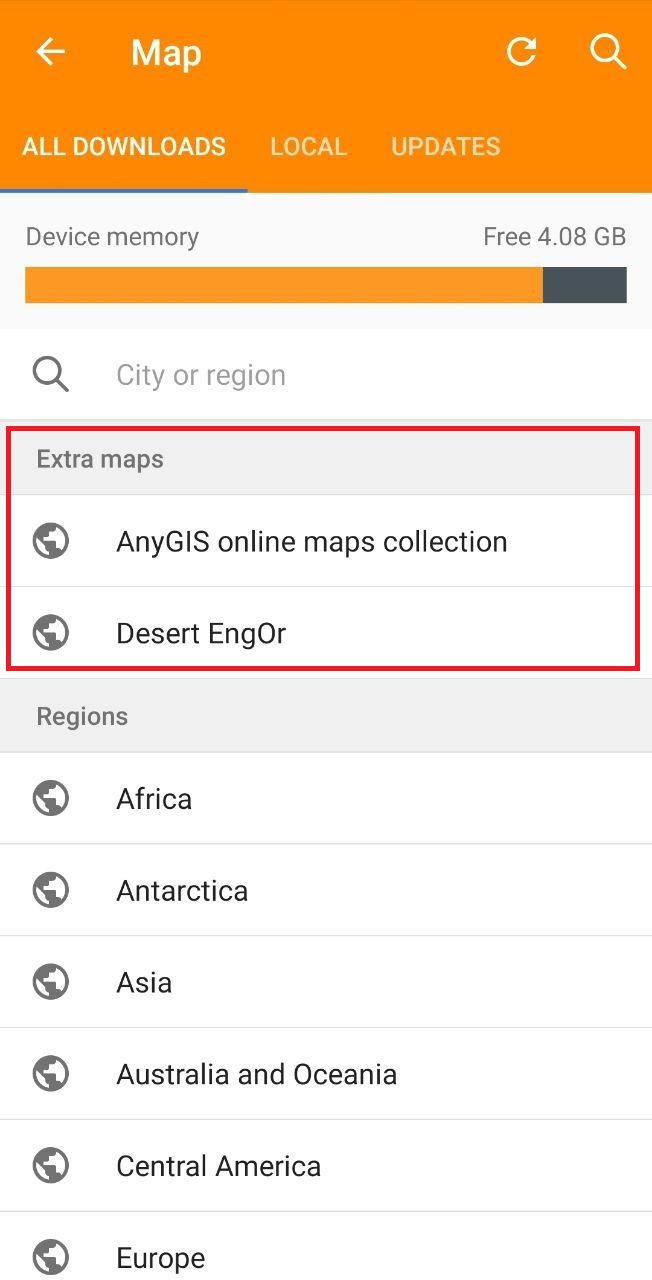 Map
ALL DOWNLOADS LOCAL UPDATES
Device memory Free 4.08 GB
City or region
Extra maps
AnyGIS online maps collection
Desert EngOr
Regions
Africa
Antarctica
Asia
Australia and Oceania
Central America
Europe